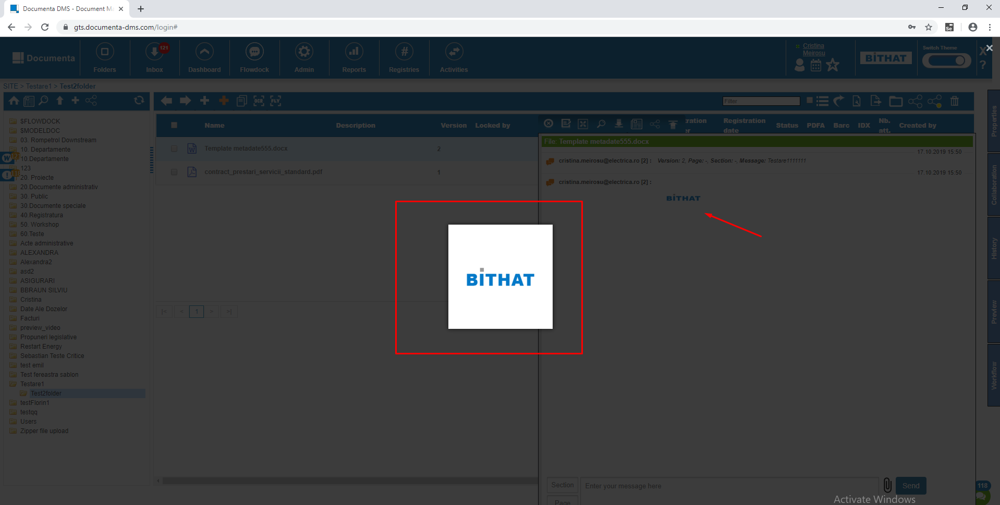 Documenta DMS - Document Ma
gts.documenta-dms.com/login#
Documenta
Folders
121
Inbox
Dashboard
Flowdock
Admin
#
Reports
Registries
Activities
Cristina
Meirosu
BiTHAT
Switch Theme
X
?
SITE > Testare1 > Test2folder
OCR
FLY
Filter
$FLOWDOCK
$MODELDOC
03. Rompetrol Downstream
10. Departamente
10.Departamente
123
20. Proiecte
20.Documente administrativ
30. Public
30.Documente speciale
40.Registratura
50. Workshop
60.Teste
Acte administrative
ALEXANDRA
Alexandra2
asd2
ASIGURARI
BBRAUN SILVIU
Cristina
Date Ale Dozelor
Facturi
preview_video
Propuneri legislative
Restart Energy
Sebastian Teste Critice
test emil
Test fereastra sablon
Testare1
Test2folder
testFlorin1
testqq
Users
Zipper file upload
Name Description Version Locked by
tration
er
Registration
date
Status PDFA Barc IDX
Nb.
att.
Created by
Template metadate555.docx 2
contract_prestari_servicii_standard.pdf 1
|< < 1 > >|
File: Template metadate555.docx
17.10.2019 15:50
cristina.meirosu@electrica.ro [2] : Version: 2, Page: -, Section: -, Message: Testare1111111
17.10.2019 15:50
cristina.meirosu@electrica.ro [2] :
BiTHAT
BiTHAT
Properties
Collaboration
History
Preview
Workflow
Section
Page
Enter your message here
Send
118
Activate Windows